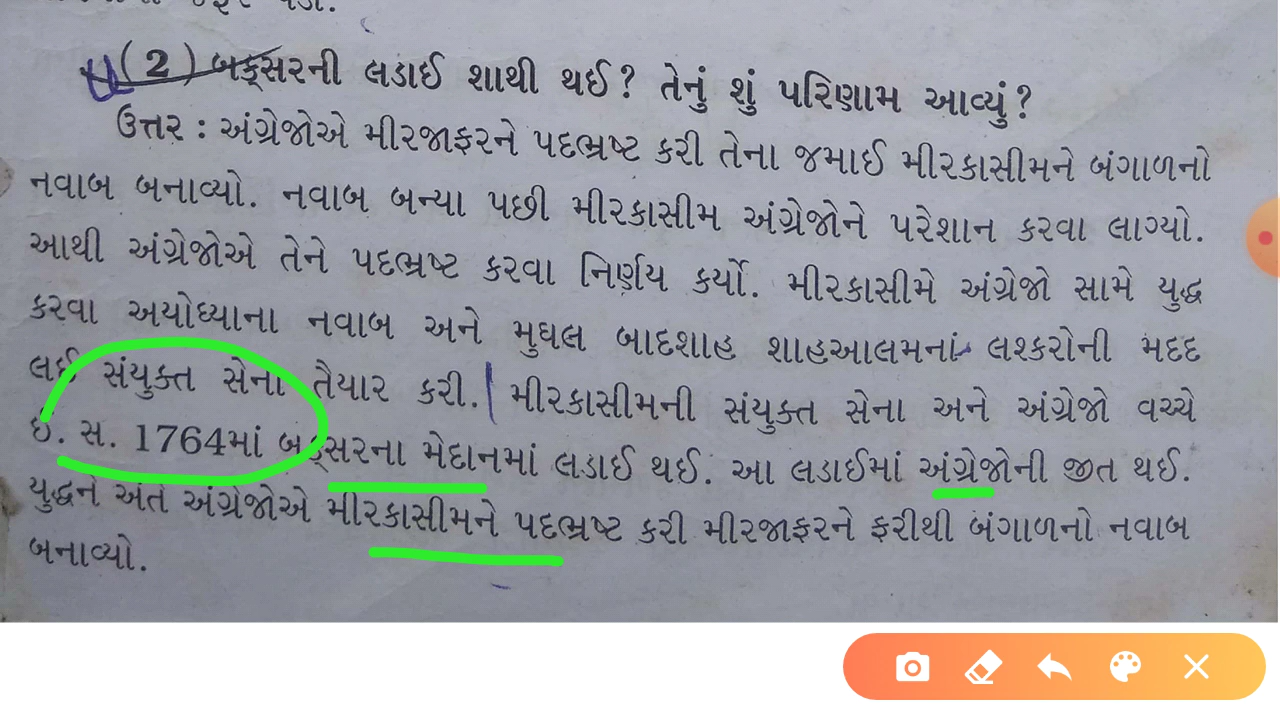 (2) બક્સરની લડાઈ શાથી થઈ? તેનું શું પરિણામ આવ્યું?
ઉત્તર : અંગ્રેજોએ મીરજાફરને પદભ્રષ્ટ કરી તેના જમાઈ મીરકાસીમને બંગાળનો
નવાબ બનાવ્યો. નવાબ બન્યા પછી મીરકાસીમ અંગ્રેજોને પરેશાન કરવા લાગ્યો.
આથી અંગ્રેજોએ તેને પદભ્રષ્ટ કરવા નિર્ણય કર્યો. મીરકાસીમે અંગ્રેજો સામે યુદ્ધ
કરવા અયોધ્યાના નવાબ અને મુઘલ બાદશાહ શાહઆલમનાં લશ્કરોની મદદ
લઈ સંયુક્ત સેના તૈયાર કરી. મીરકાસીમની સંયુક્ત સેના અને અંગ્રેજો વચ્ચે
ઈ. સ. 1764માં બક્સરના મેદાનમાં લડાઈ થઈ. આ લડાઈમાં અંગ્રેજોની જીત થઈ.
યુદ્ધને અંતે અંગ્રેજોએ મીરકાસીમને પદભ્રષ્ટ કરી મીરજાફરને ફરીથી બંગાળનો નવાબ
બનાવ્યો.